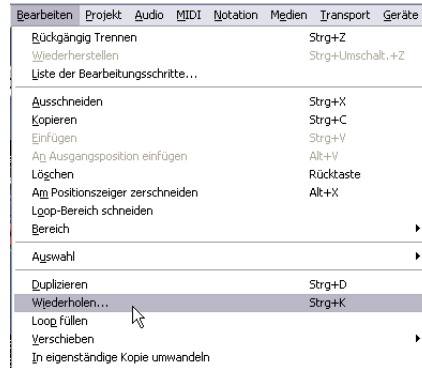 Bearbeiten Projekt Audio MIDI Notation Medien Transport Geräte
Rückgängig Trennen Strg+Z
Wiederherstellen Strg+Umschalt.+Z
Liste der Bearbeitungsschritte...
Ausschneiden Strg+X
Kopieren Strg+C
Einfügen Strg+V
An Ausgangsposition einfügen Alt+V
Löschen Rücktaste
Am Positionszeiger zerschneiden Alt+X
Loop-Bereich schneiden
Bereich
Auswahl
Duplizieren Strg+D
Wiederholen... Strg+K
Loop füllen
Verschieben
In eigenständige Kopie umwandeln